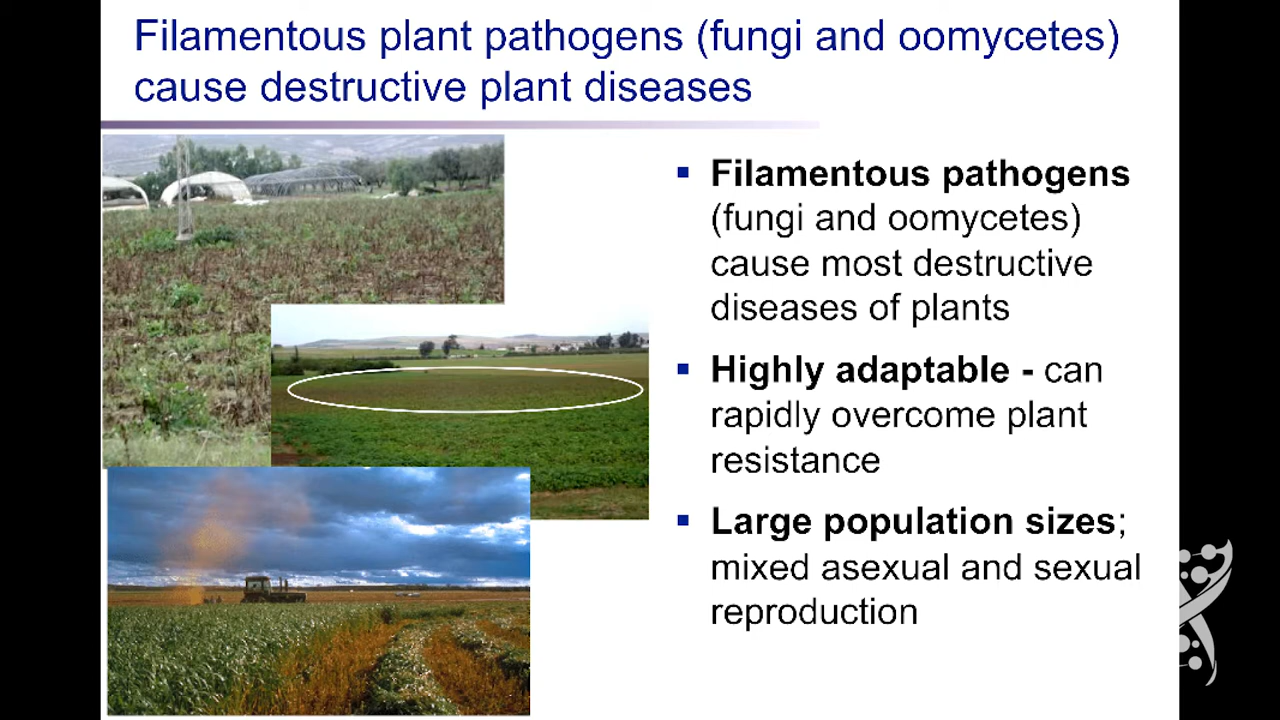 Filamentous plant pathogens (fungi and oomycetes)
cause destructive plant diseases
▪ Filamentous pathogens
(fungi and oomycetes)
cause most destructive
diseases of plants
▪ Highly adaptable - can
rapidly overcome plant
resistance
▪ Large population sizes;
mixed asexual and sexual
reproduction